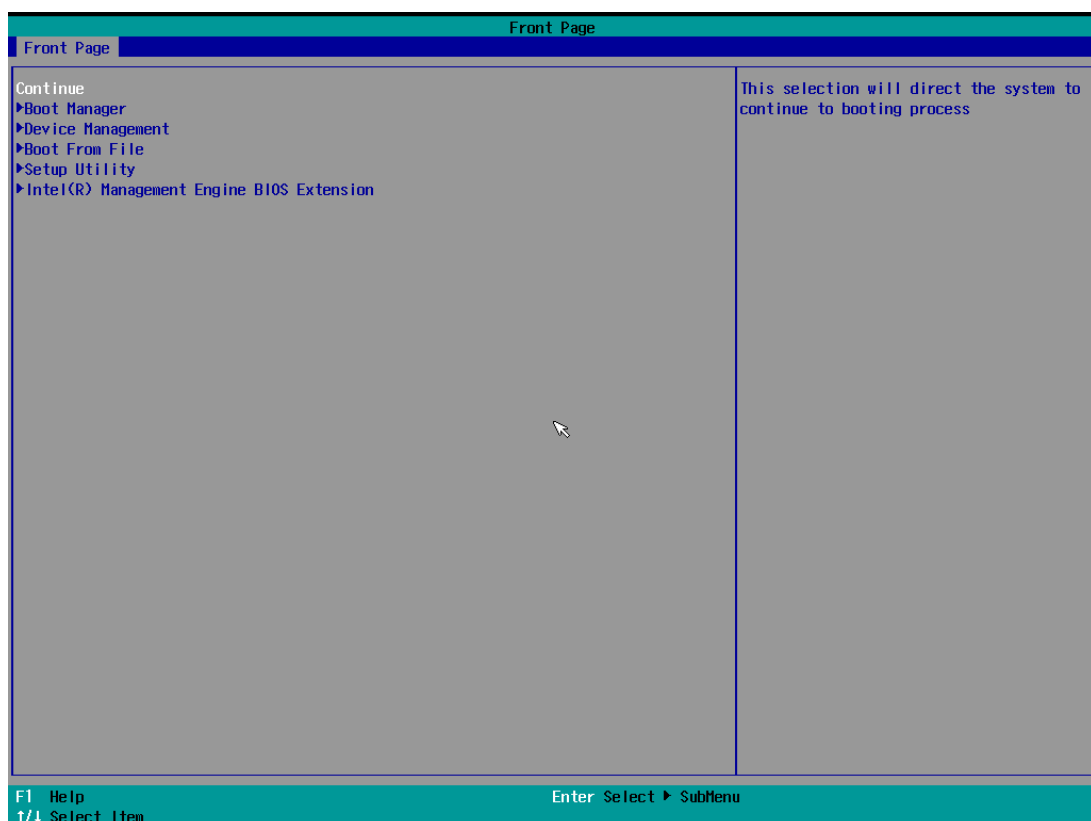 Front Page
Front Page
Continue
Boot Manager
Device Management
Boot From File
Setup Utility
Intel(R) Management Engine BIOS Extension
This selection will direct the system to
continue to booting process
F1 Help
Enter Select ▶ SubMenu
↑/↓ Select Item